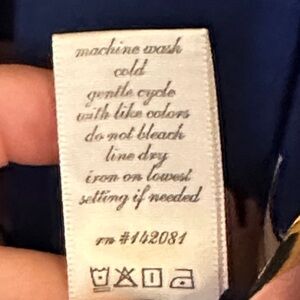 machine wash
cold
gentle cycle
with like colors
do not bleach
line dry
iron on lowest
setting if needed
rn #142081